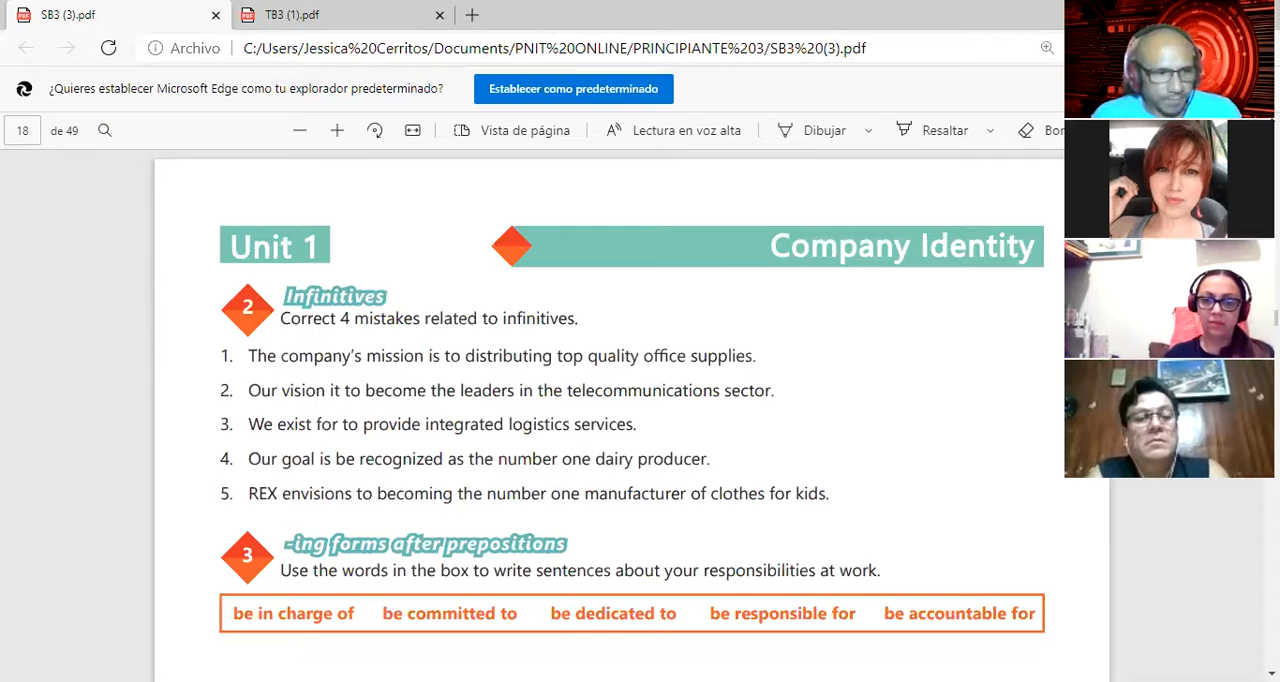 SB3 (3).pdf
TB3 (1).pdf
Archivo
C:/Users/Jessica%20Cerritos/Documents/PNIT%20ONLINE/PRINCIPIANTE%203/SB3%20(3).pdf
¿Quieres establecer Microsoft Edge como tu explorador predeterminado?
Establecer como predeterminado
18 de 49
Vista de página
Lectura en voz alta
Dibujar
Resaltar
Bor
Unit 1
Company Identity
2 Infinitives
Correct 4 mistakes related to infinitives.
1. The company's mission is to distributing top quality office supplies.
2. Our vision it to become the leaders in the telecommunications sector.
3. We exist for to provide integrated logistics services.
4. Our goal is be recognized as the number one dairy producer.
5. REX envisions to becoming the number one manufacturer of clothes for kids.
3 -ing forms after prepositions
Use the words in the box to write sentences about your responsibilities at work.
be in charge of be committed to be dedicated to be responsible for be accountable for